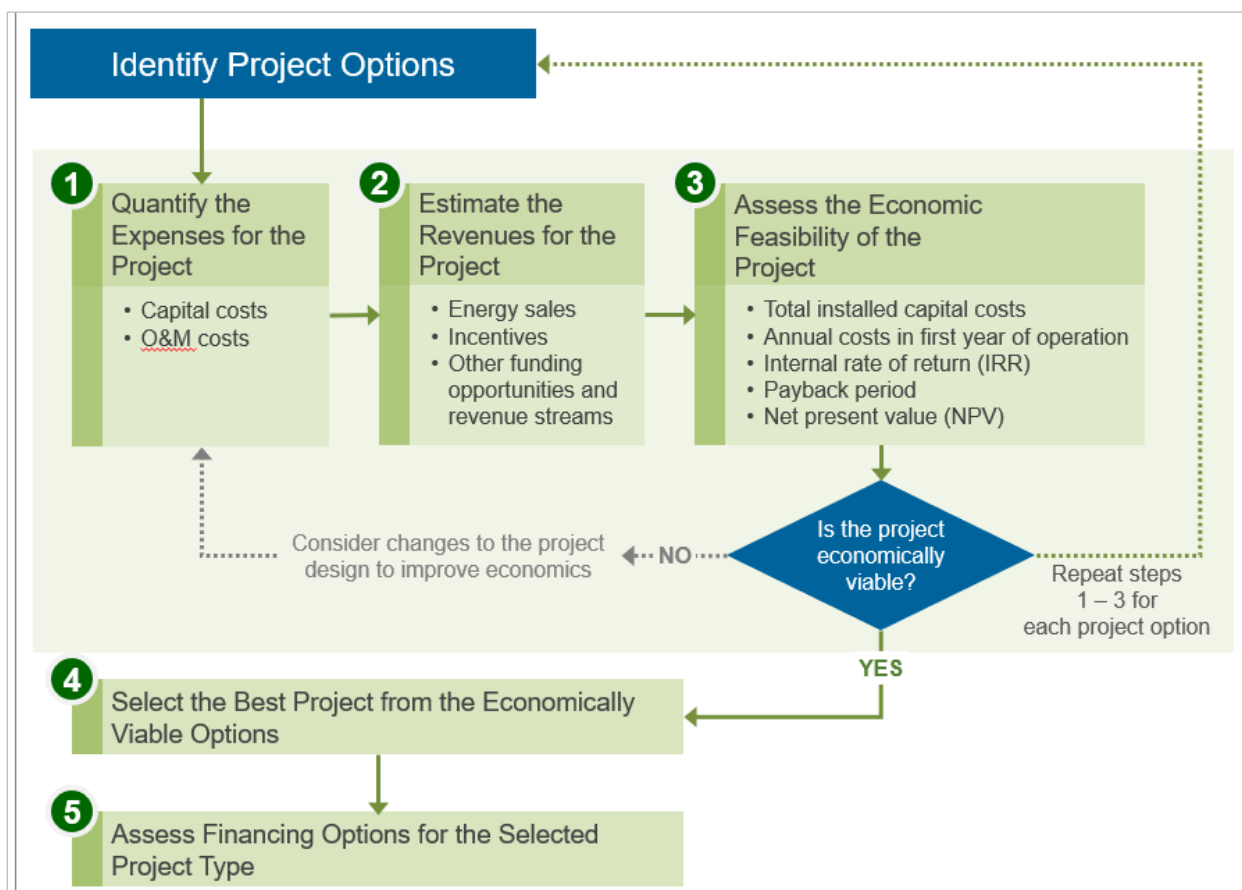 Identify Project Options
1
Quantify the
Expenses for the
Project
• Capital costs
• O&M costs
2
Estimate the
Revenues for the
Project
• Energy sales
• Incentives
• Other funding
opportunities and
revenue streams
3
Assess the Economic
Feasibility of the
Project
• Total installed capital costs
• Annual costs in first year of operation
• Internal rate of return (IRR)
• Payback period
• Net present value (NPV)
Is the project
economically
viable?
NO
Consider changes to the project
design to improve economics
Repeat steps
1 – 3 for
each project option
YES
4
Select the Best Project from the Economically
Viable Options
5
Assess Financing Options for the Selected
Project Type